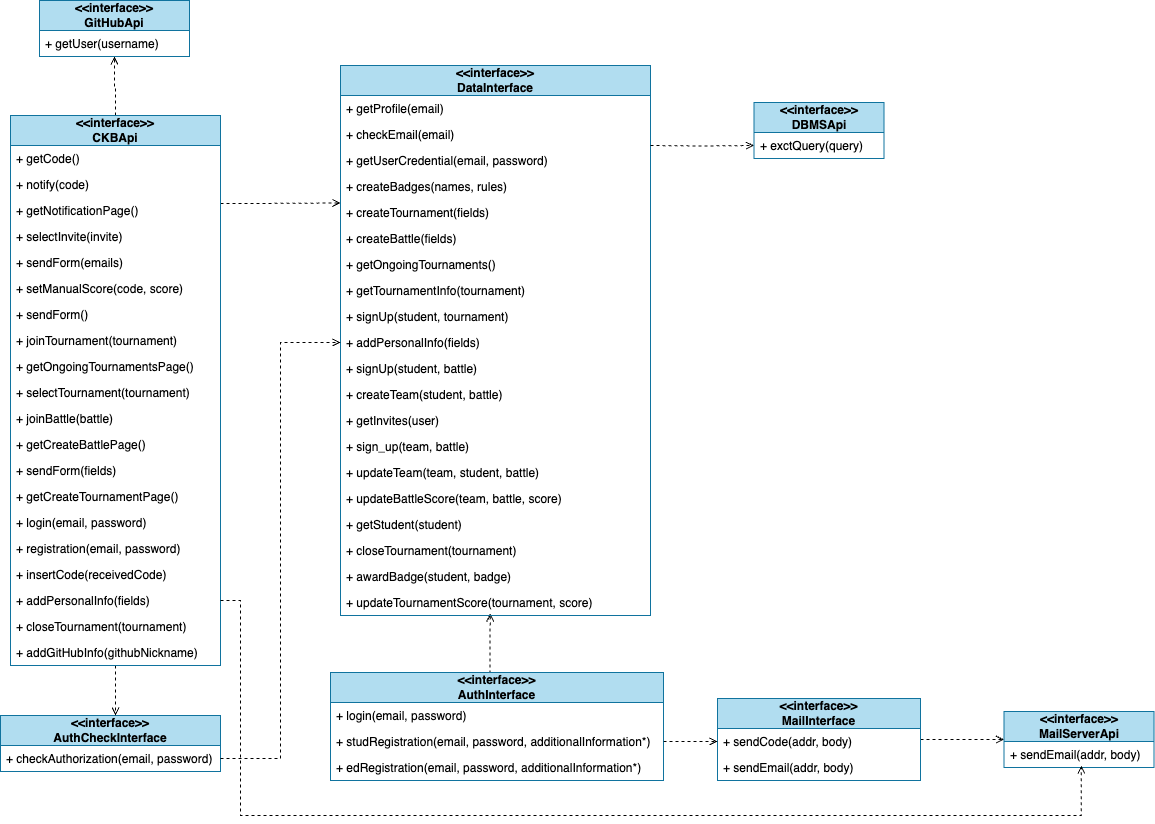 <<interface>>
GitHubApi
+ getUser(username)
<<interface>>
CKBApi
+ getCode()
+ notify(code)
+ getNotificationPage()
+ selectInvite(invite)
+ sendForm(emails)
+ setManualScore(code, score)
+ sendForm()
+ joinTournament(tournament)
+ getOngoingTournamentsPage()
+ selectTournament(tournament)
+ joinBattle(battle)
+ getCreateBattlePage()
+ sendForm(fields)
+ getCreateTournamentPage()
+ login(email, password)
+ registration(email, password)
+ insertCode(receivedCode)
+ addPersonalInfo(fields)
+ closeTournament(tournament)
+ addGitHubInfo(githubNickname)
<<interface>>
DataInterface
+ getProfile(email)
+ checkEmail(email)
+ getUserCredential(email, password)
+ createBadges(names, rules)
+ createTournament(fields)
+ createBattle(fields)
+ getOngoingTournaments()
+ getTournamentInfo(tournament)
+ signUp(student, tournament)
+ addPersonalInfo(fields)
+ signUp(student, battle)
+ createTeam(student, battle)
+ getInvites(user)
+ sign_up(team, battle)
+ updateTeam(team, student, battle)
+ updateBattleScore(team, battle, score)
+ getStudent(student)
+ closeTournament(tournament)
+ awardBadge(student, badge)
+ updateTournamentScore(tournament, score)
<<interface>>
DBMSApi
+ exctQuery(query)
<<interface>>
AuthCheckInterface
+ checkAuthorization(email, password)
<<interface>>
AuthInterface
+ login(email, password)
+ studRegistration(email, password, additionalInformation*)
+ edRegistration(email, password, additionalInformation*)
<<interface>>
MailInterface
+ sendCode(addr, body)
+ sendEmail(addr, body)
<<interface>>
MailServerApi
+ sendEmail(addr, body)